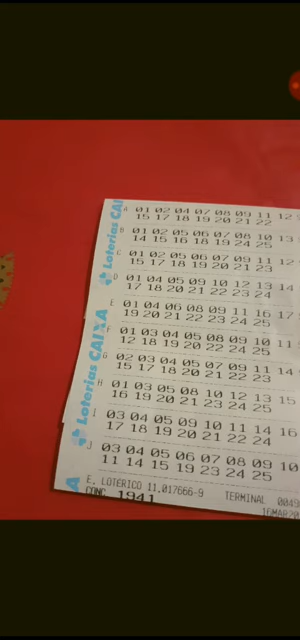 Loterias CAI
A 01 02 04 07 08 09 11 12
15 17 18 19 20 21 22
B 01 02 05 06 07 08 10 13
14 15 16 18 19 24 25
C 01 02 05 06 07 09 11 12
15 17 18 19 20 21 23
D 01 04 05 09 10 12 13 14
17 18 20 21 22 23 24
E 01 04 06 08 09 11 16 17
19 20 21 22 23 24 25
Loterias CAIXA
F 01 03 04 05 08 09 10 11
12 18 19 20 22 24 25
G 02 03 04 05 07 09 11 14
15 17 18 20 21 22 23
H 01 03 05 08 10 12 13 15
16 19 20 21 23 24 25
I 03 04 05 09 10 11 14 16
17 18 19 20 21 22 24
J 03 04 05 06 07 08 09 10
11 14 15 19 23 24 25
A
E. LOTÉRICO 11.017666-9 TERMINAL 0049
CONC 1941
16MAR20